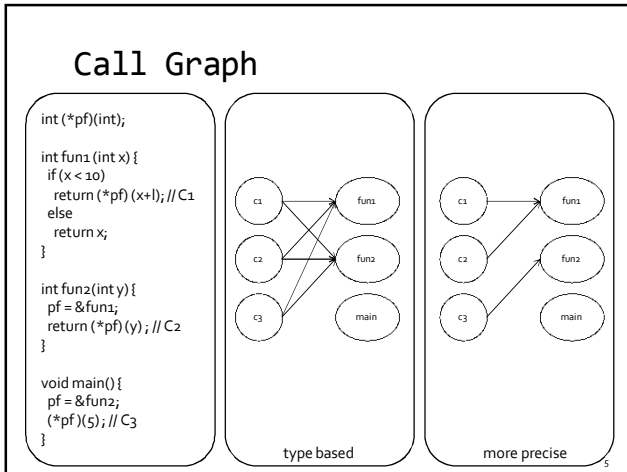 Call Graph
int (*pf)(int);
int fun1 (int x) {
if (x < 10)
return (*pf) (x+l); // C1
else
return x;
}
int fun2(int y) {
pf = &fun1;
return (*pf) (y) ; // C2
}
void main() {
pf = &fun2;
(*pf )(5) ; // C3
}
c1
fun1
c2
fun2
c3
main
type based
c1
fun1
c2
fun2
c3
main
more precise
5